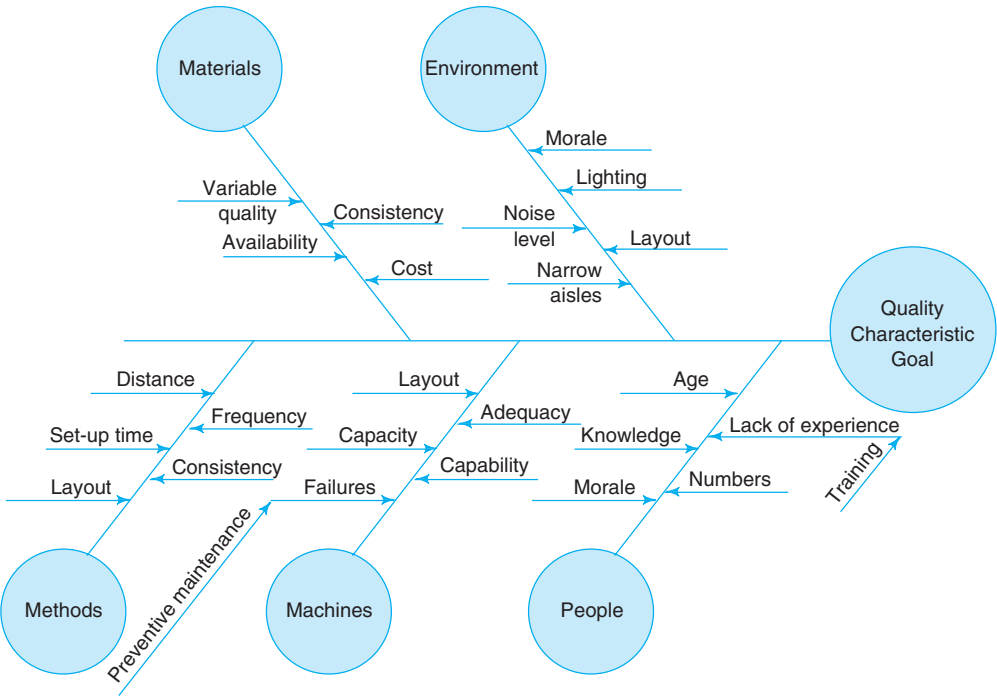 Materials
Environment
Morale
Lighting
Variable
quality
Consistency
Noise
level
Availability
Layout
Cost
Narrow
aisles
Quality
Characteristic
Goal
Distance
Layout
Age
Frequency
Adequacy
Lack of experience
Set-up time
Capacity
Knowledge
Consistency
Capability
Training
Layout
Failures
Morale
Numbers
Preventive maintenance
Methods
Machines
People